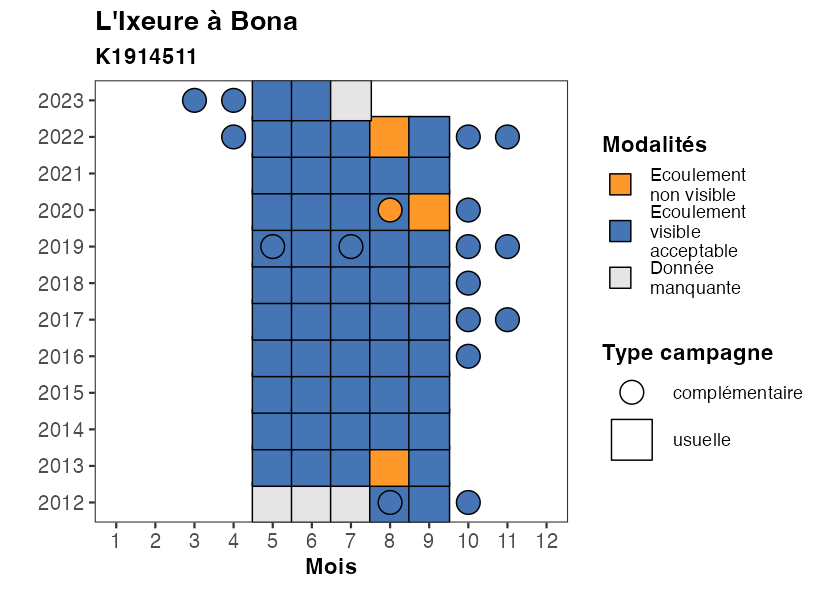 L'Ixeure à Bona
K1914511
2023
2022
2021
2020
2019
2018
2017
2016
2015
2014
2013
2012
1 2 3 4 5 6 7 8 9 10 11 12
Mois
Modalités
Ecoulement
non visible
Ecoulement
visible
acceptable
Donnée
manquante
Type campagne
complémentaire
usuelle